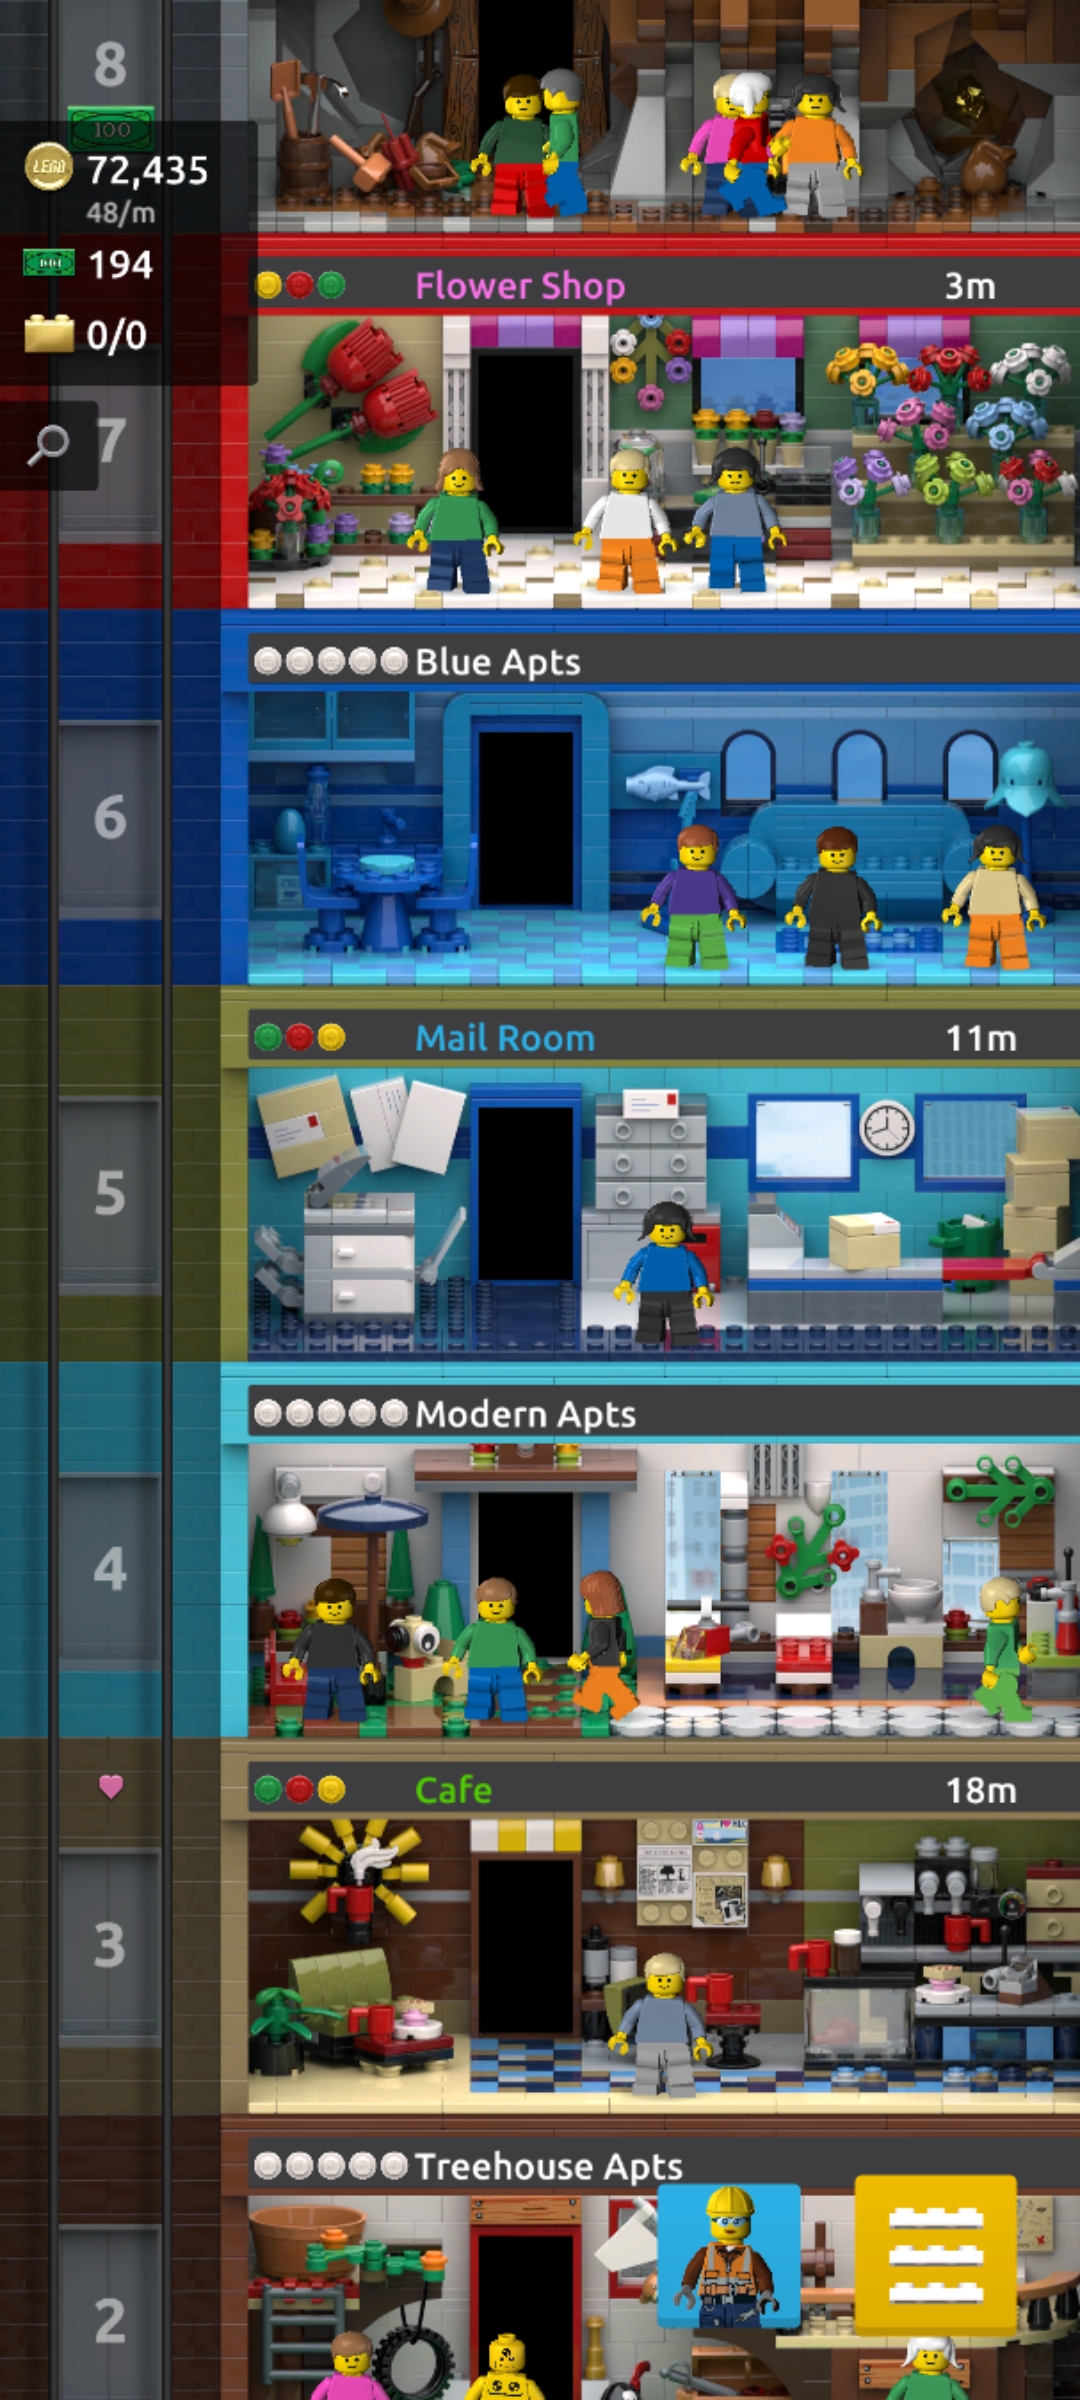 8
100
LEGO 72,435
48/m
100 194
0/0
Flower Shop 3m
7
Blue Apts
6
Mail Room 11m
5
Modern Apts
4
Cafe 18m
3
Treehouse Apts
2